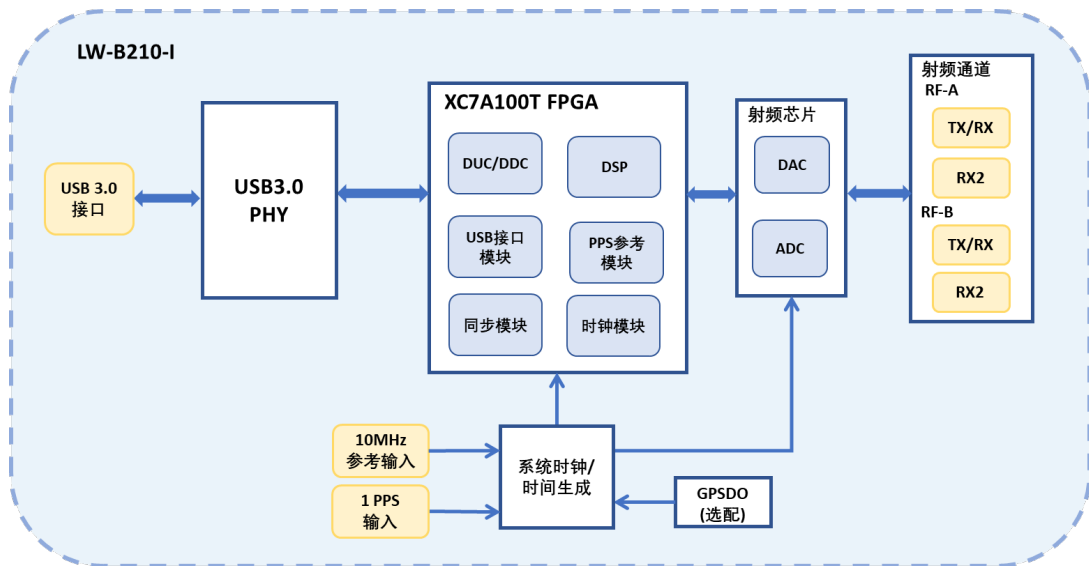 LW-B210-I
USB 3.0
接口
USB3.0
PHY
XC7A100T FPGA
DUC/DDC
DSP
USB接口
模块
PPS参考
模块
同步模块
时钟模块
射频芯片
DAC
ADC
射频通道
RF-A
TX/RX
RX2
RF-B
TX/RX
RX2
10MHz
参考输入
1 PPS
输入
系统时钟/
时间生成
GPSDO
(选配)